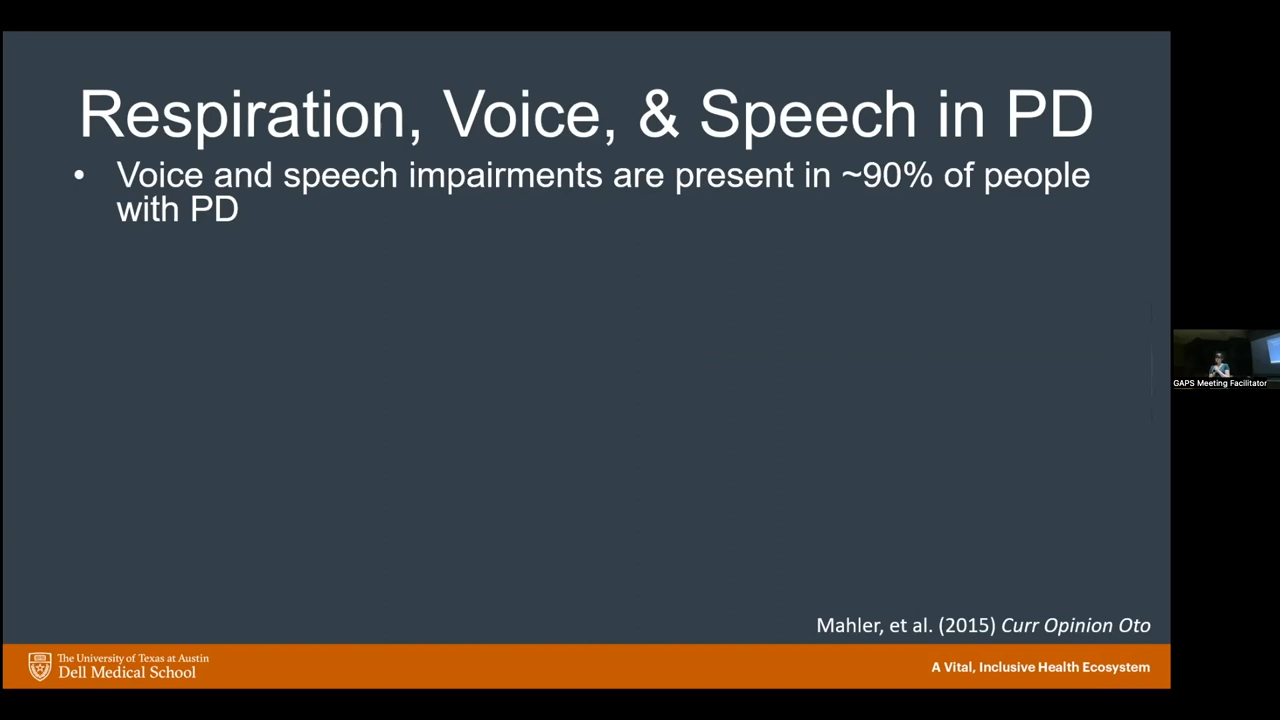 Respiration, Voice, & Speech in PD
• Voice and speech impairments are present in ~90% of people
with PD
GAPS Meeting Facilitator
Mahler, et al. (2015) Curr Opinion Oto
The University of Texas at Austin
Dell Medical School
A Vital, Inclusive Health Ecosystem